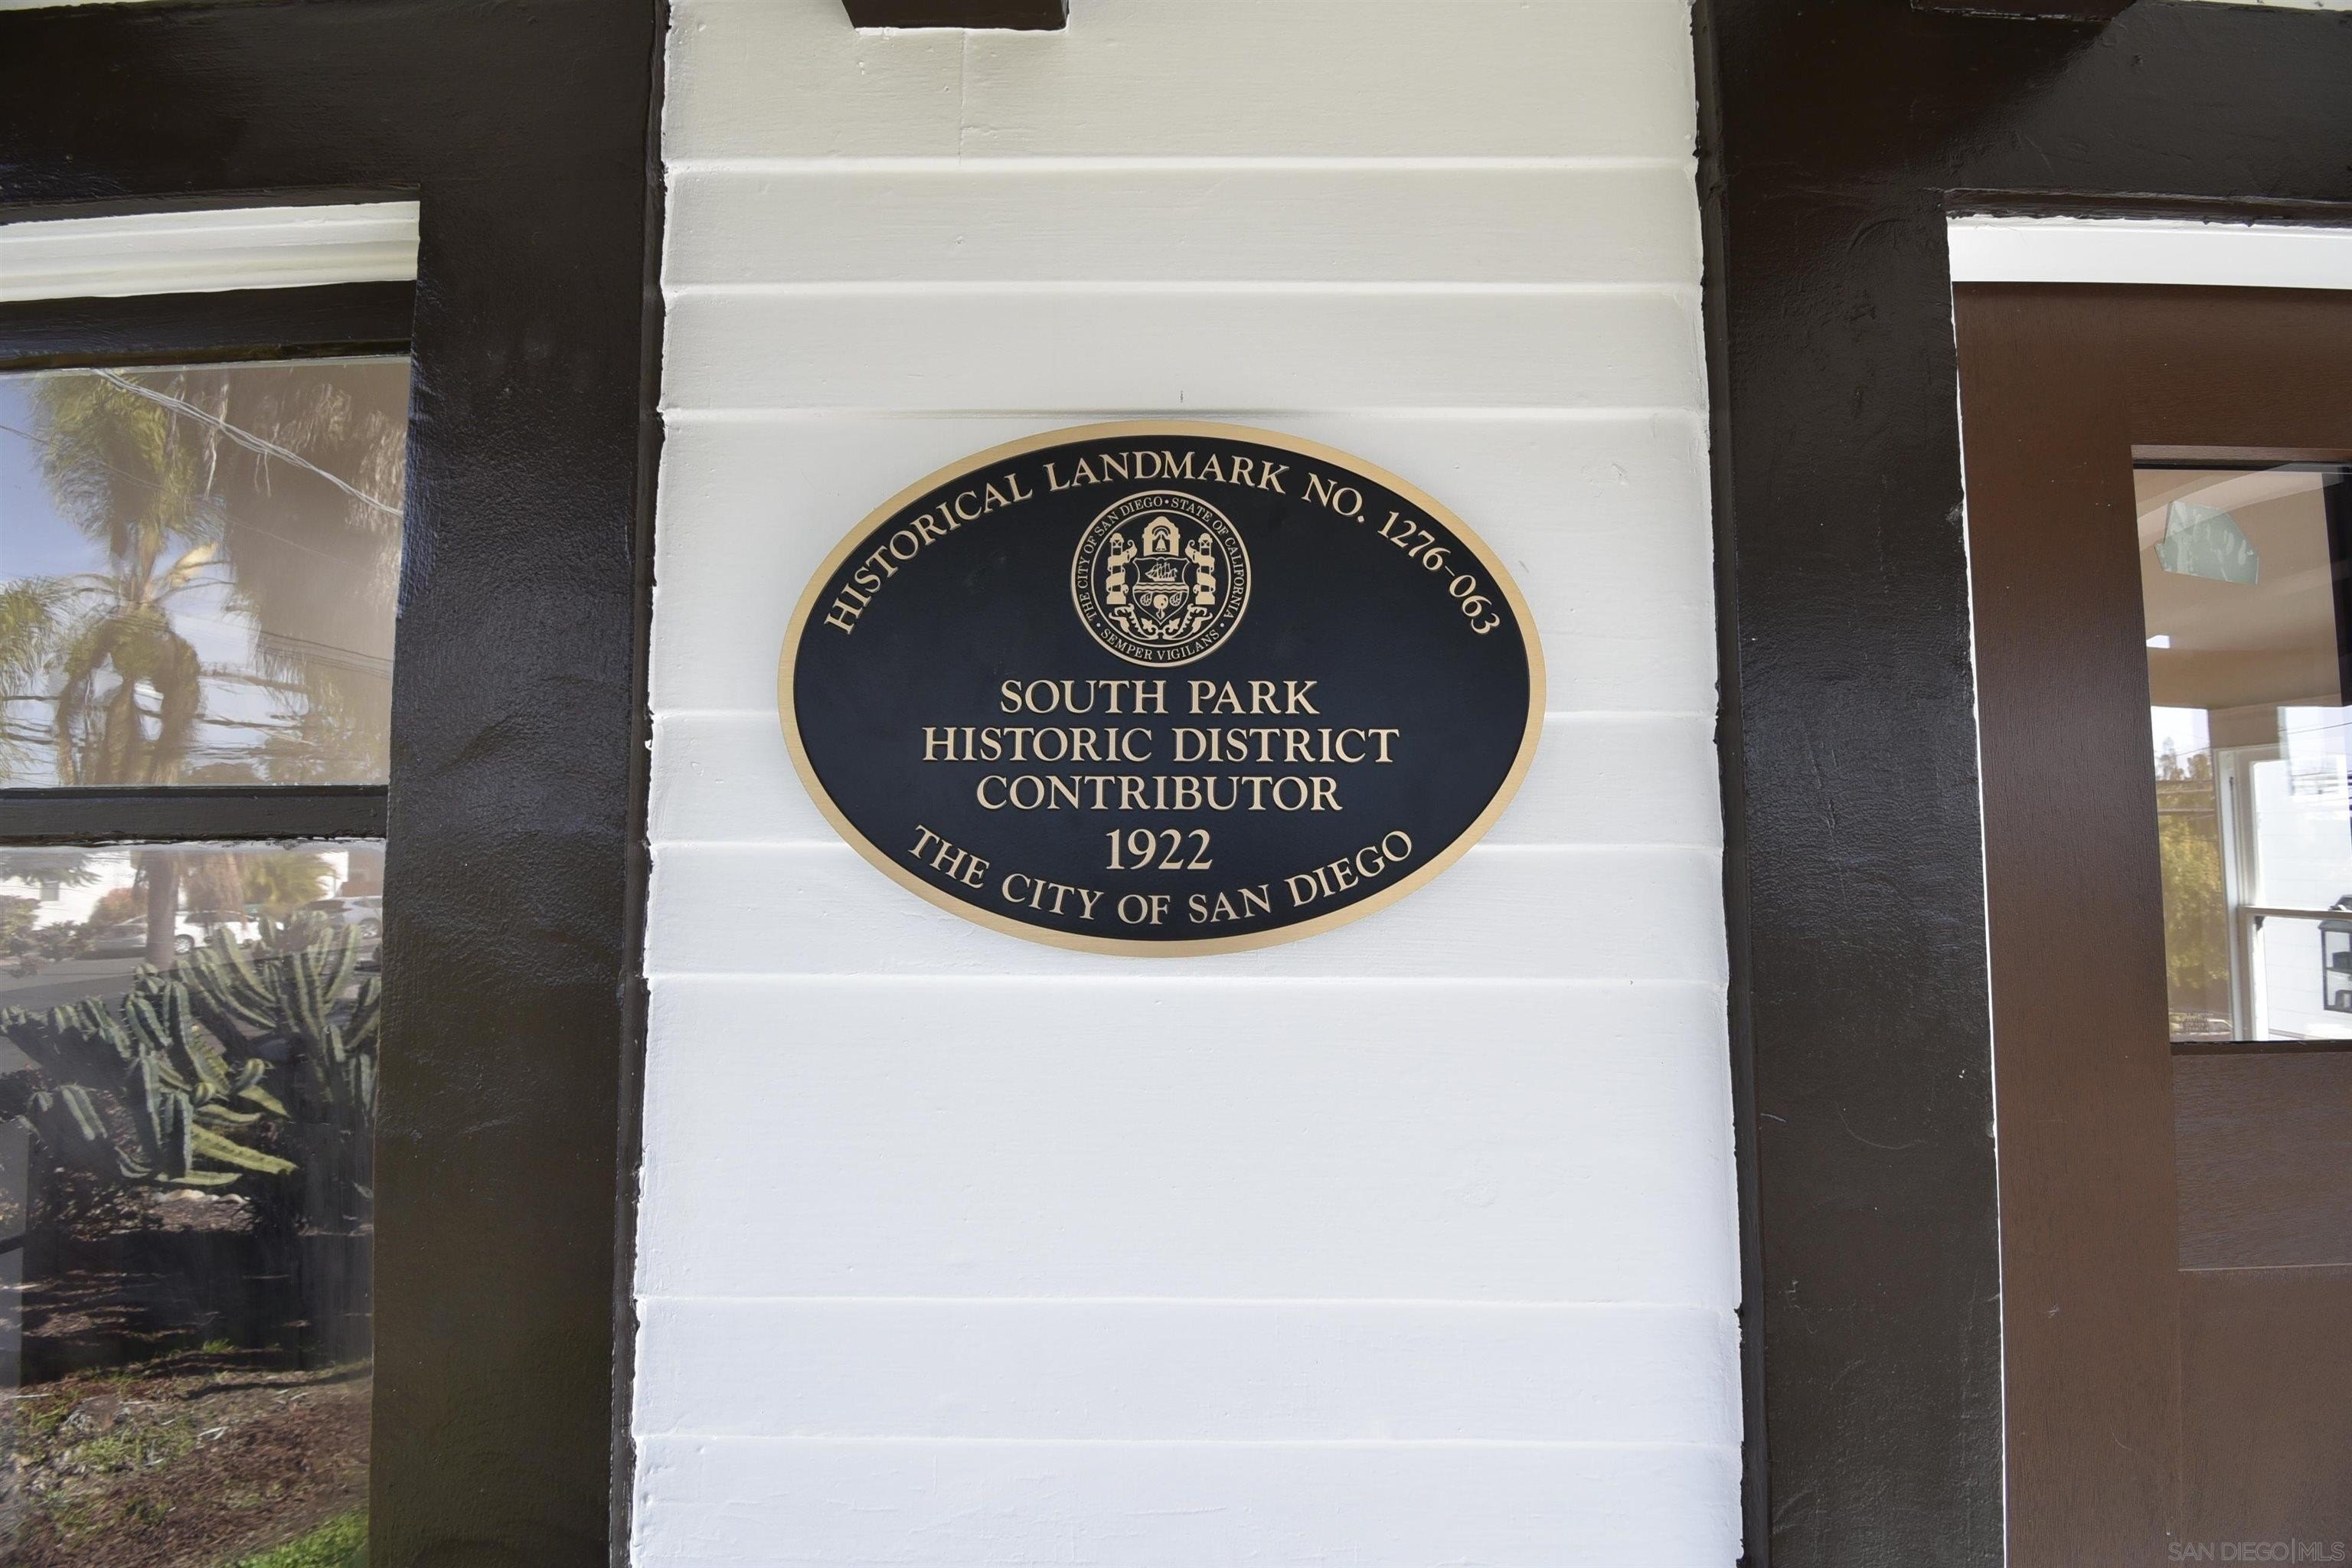 HISTORICAL LANDMARK NO. 1276-063
THE CITY OF SAN DIEGO • STATE OF CALIFORNIA
• SEMPER VIGILANS •
SOUTH PARK
HISTORIC DISTRICT
CONTRIBUTOR
1922
THE CITY OF SAN DIEGO
SAN DIEGO|MLS